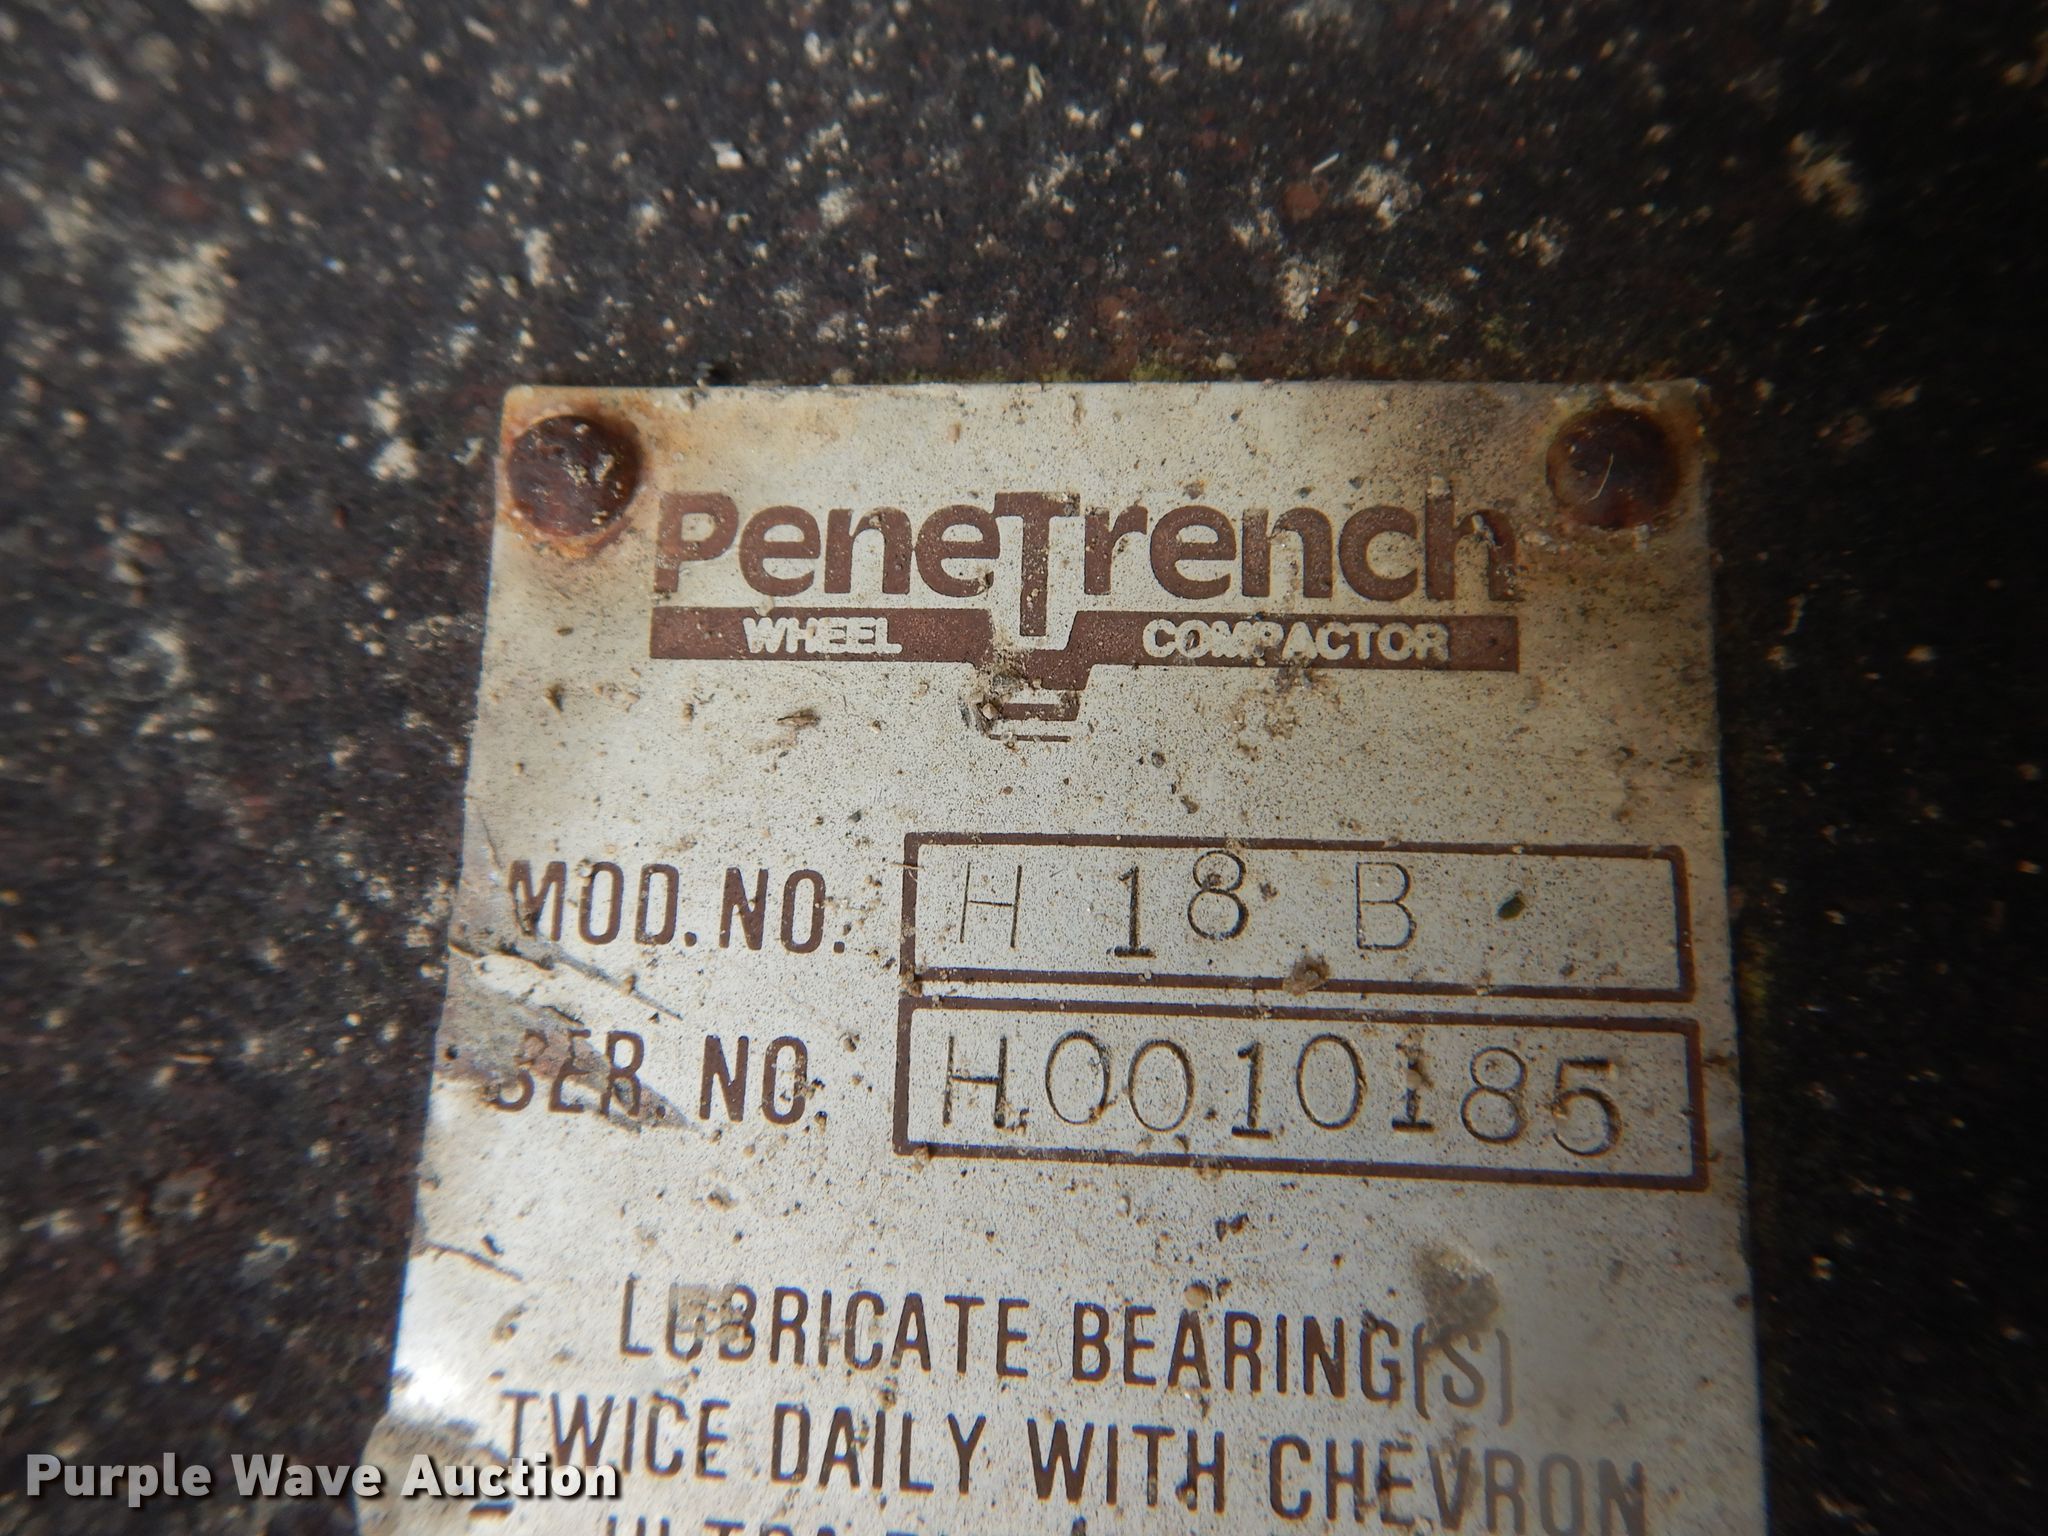 PeneTrench
WHEEL COMPACTOR
MOD. NO. H 18 B
SER. NO. H0010185
LUBRICATE BEARING(S)
TWICE DAILY WITH CHEVRON
Purple Wave Auction